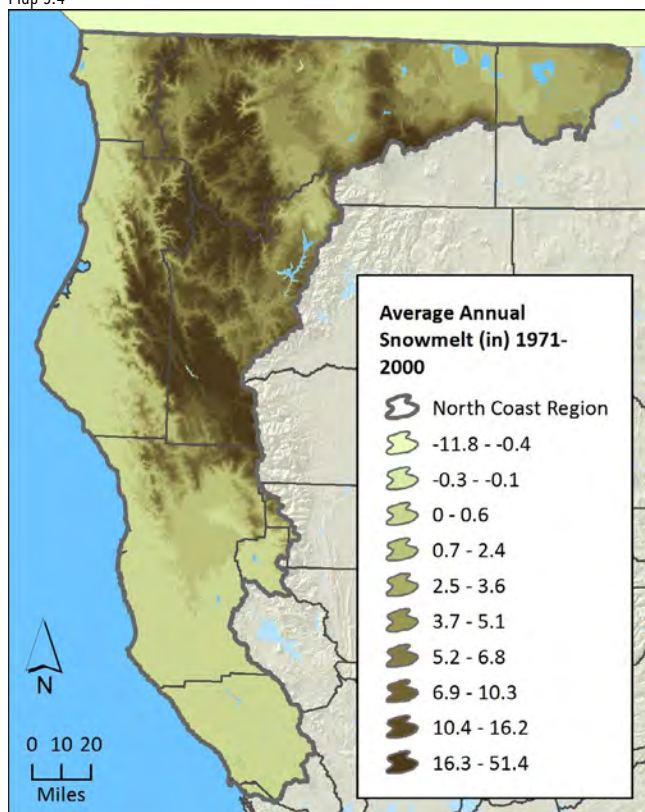 Map 3.4
Average Annual
Snowmelt (in) 1971-
2000
North Coast Region
-11.8 - -0.4
-0.3 - -0.1
0 - 0.6
0.7 - 2.4
2.5 - 3.6
3.7 - 5.1
5.2 - 6.8
6.9 - 10.3
10.4 - 16.2
16.3 - 51.4
N
0 10 20
Miles